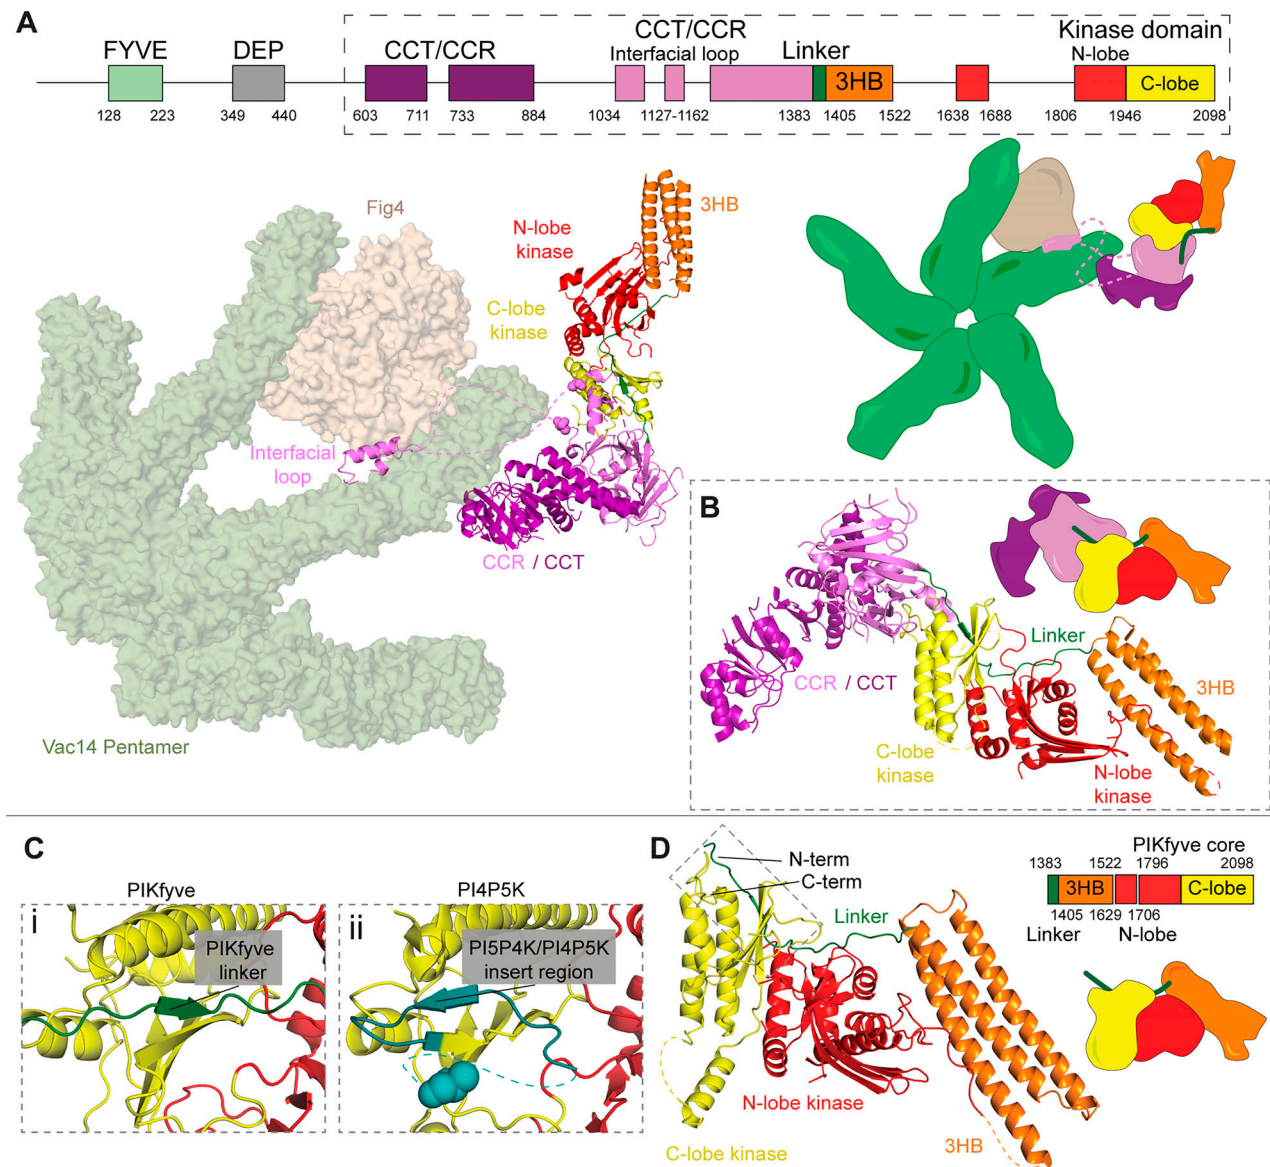 A
FYVE
DEP
CCT/CCR
CCT/CCR
Interfacial loop
Linker
3HB
Kinase domain
N-lobe
C-lobe
128
223
349
440
603
711
733
884
1034
1127-1162
1383
1405
1522
1638
1688
1806
1946
2098
Fig4
3HB
N-lobe
kinase
C-lobe
kinase
Interfacial
loop
CCR / CCT
Vac14 Pentamer
B
Linker
3HB
CCR / CCT
C-lobe
kinase
N-lobe
kinase
C
PIKfyve
i
PIKfyve
linker
PI4P5K
ii
PI5P4K/PI4P5K
insert region
D
N-term
C-term
Linker
N-lobe kinase
C-lobe kinase
3HB
PIKfyve core
1383
1522
1796
2098
3HB
C-lobe
1405
1629
1706
Linker
N-lobe